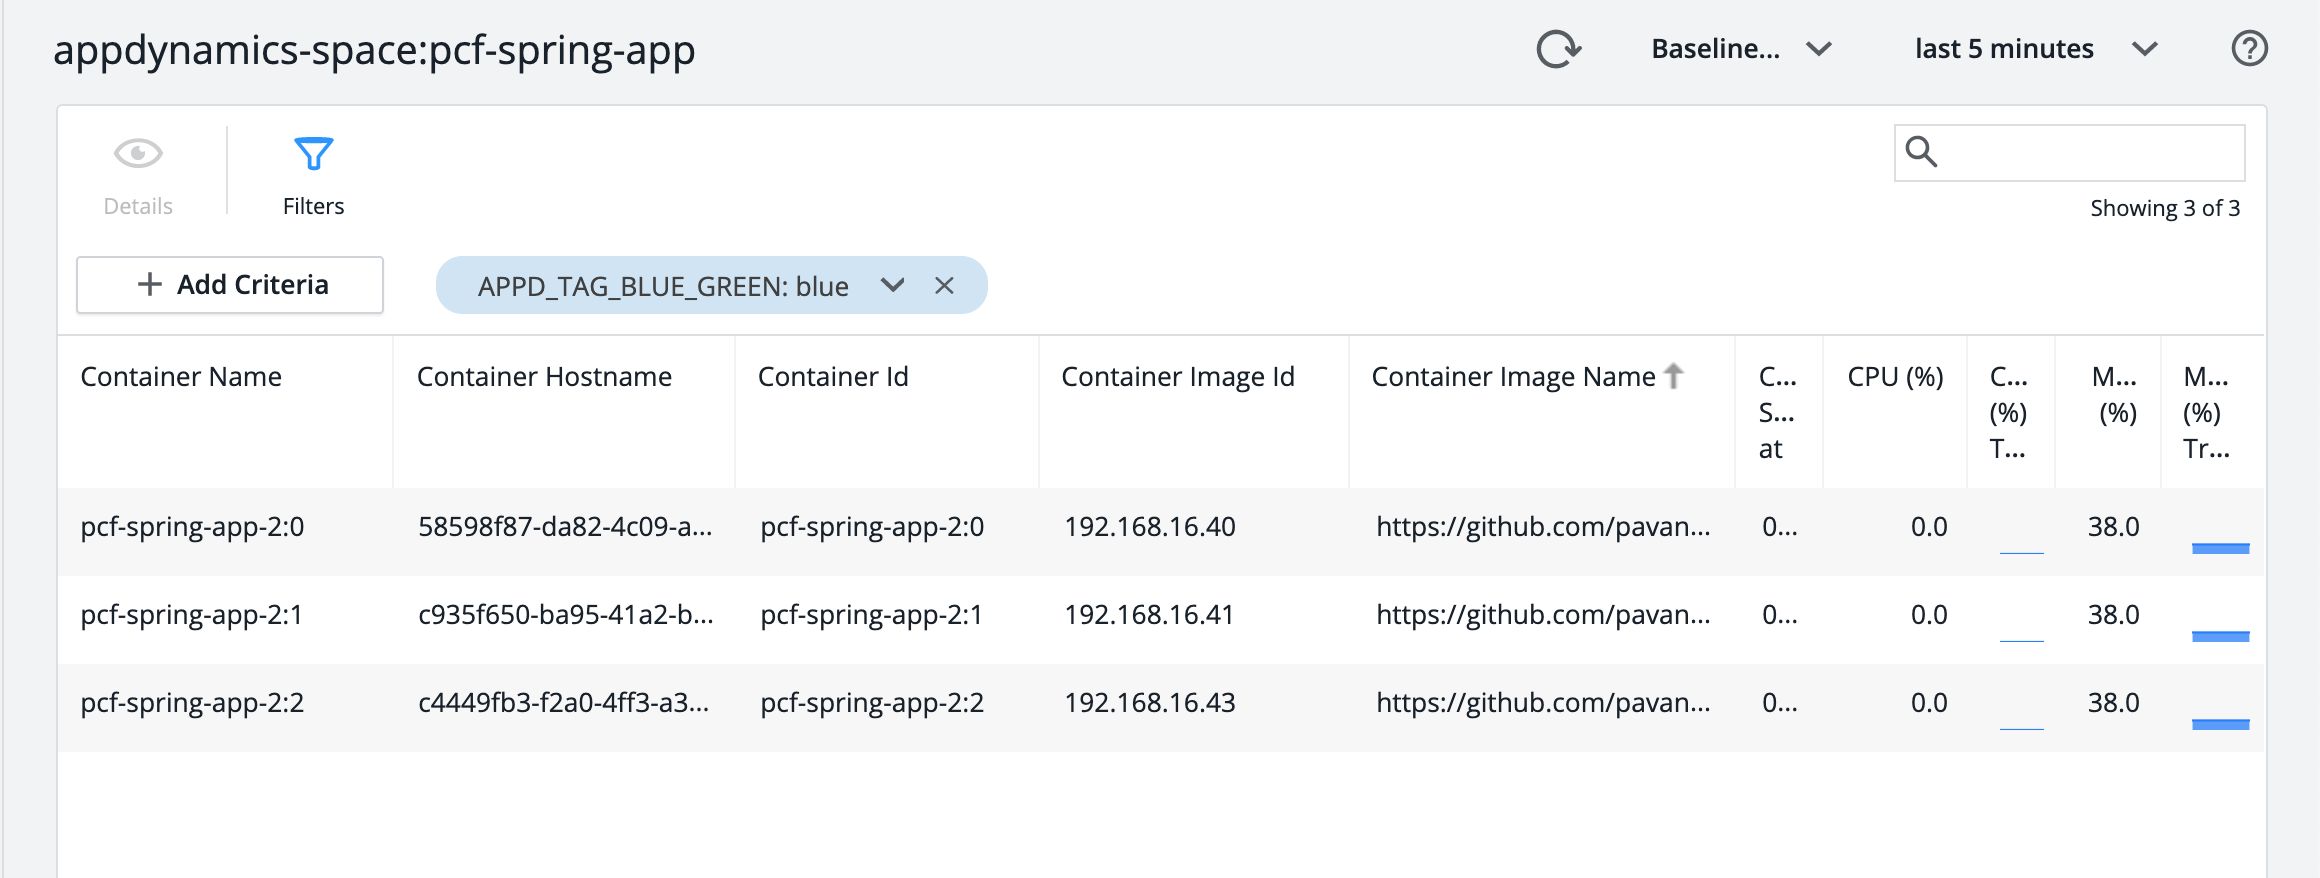 appdynamics-space:pcf-spring-app
Baseline... last 5 minutes
Details Filters
Showing 3 of 3
+ Add Criteria APPD_TAG_BLUE_GREEN: blue
Container Name Container Hostname Container Id Container Image Id Container Image Name C... CPU (%) C... M... M...
S... (%) (%) (%)
at T... Tr...
pcf-spring-app-2:0 58598f87-da82-4c09-a... pcf-spring-app-2:0 192.168.16.40 https://github.com/pavan... 0... 0.0 38.0
pcf-spring-app-2:1 c935f650-ba95-41a2-b... pcf-spring-app-2:1 192.168.16.41 https://github.com/pavan... 0... 0.0 38.0
pcf-spring-app-2:2 c4449fb3-f2a0-4ff3-a3... pcf-spring-app-2:2 192.168.16.43 https://github.com/pavan... 0... 0.0 38.0